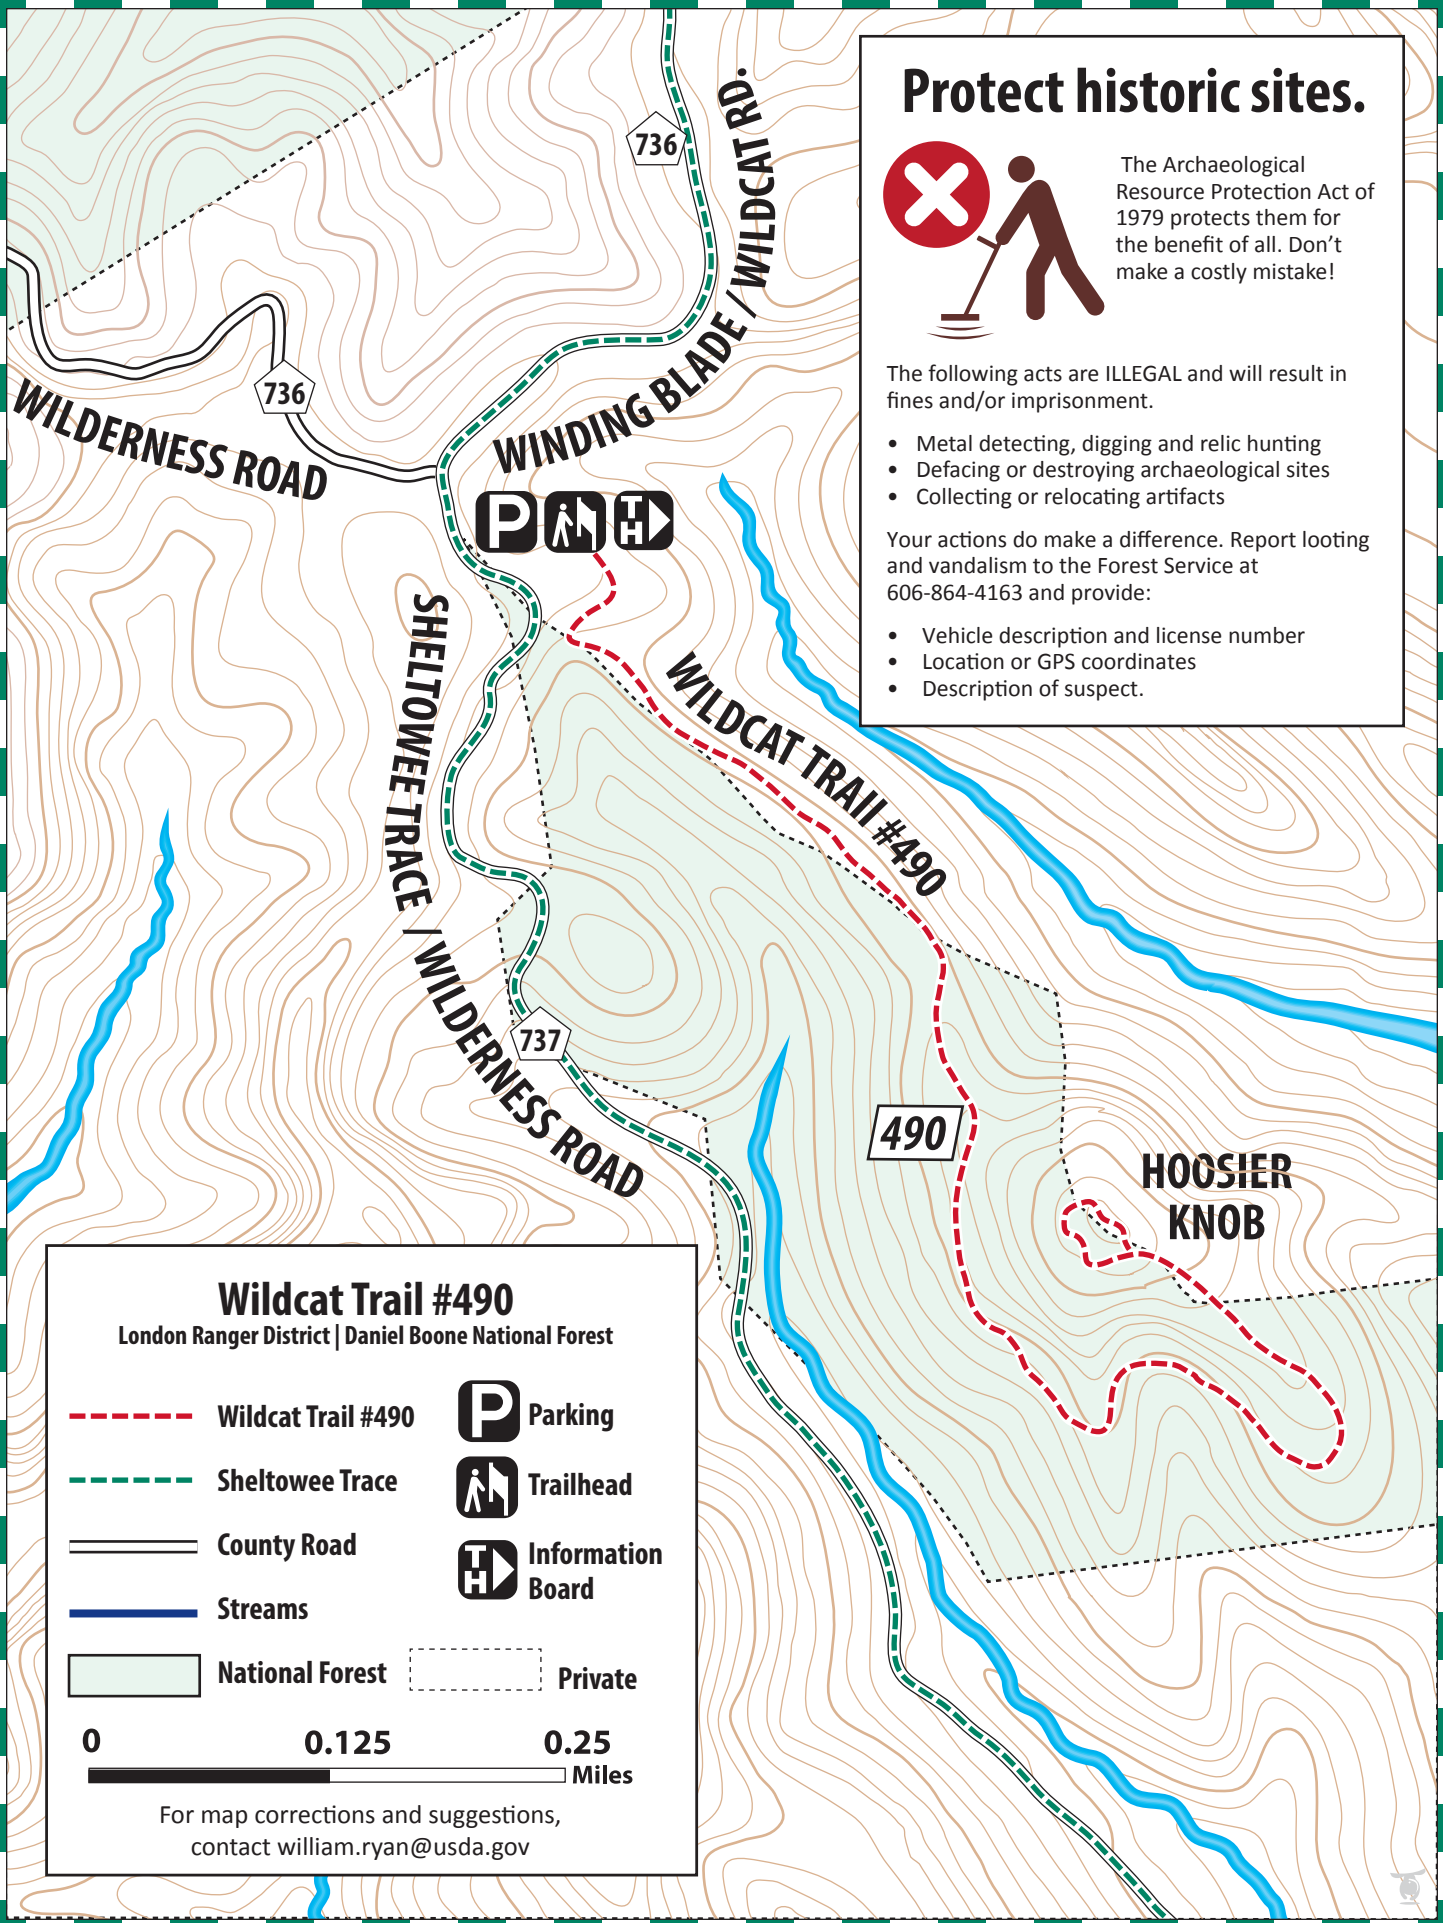 736
WINDING BLADE / WILDCAT RD.
736
WILDERNESS ROAD
P
TH
SHELTOWEE TRACE / WILDERNESS ROAD
WILDCAT TRAIL #490
737
490
HOOSIER
KNOB
Protect historic sites.
The Archaeological
Resource Protection Act of
1979 protects them for
the benefit of all. Don't
make a costly mistake!
The following acts are ILLEGAL and will result in
fines and/or imprisonment.
• Metal detecting, digging and relic hunting
• Defacing or destroying archaeological sites
• Collecting or relocating artifacts
Your actions do make a difference. Report looting
and vandalism to the Forest Service at
606-864-4163 and provide:
• Vehicle description and license number
• Location or GPS coordinates
• Description of suspect.
Wildcat Trail #490
London Ranger District | Daniel Boone National Forest
Wildcat Trail #490
P Parking
Sheltowee Trace
Trailhead
County Road
TH Information
Board
Streams
National Forest
Private
0 0.125 0.25
Miles
For map corrections and suggestions,
contact william.ryan@usda.gov